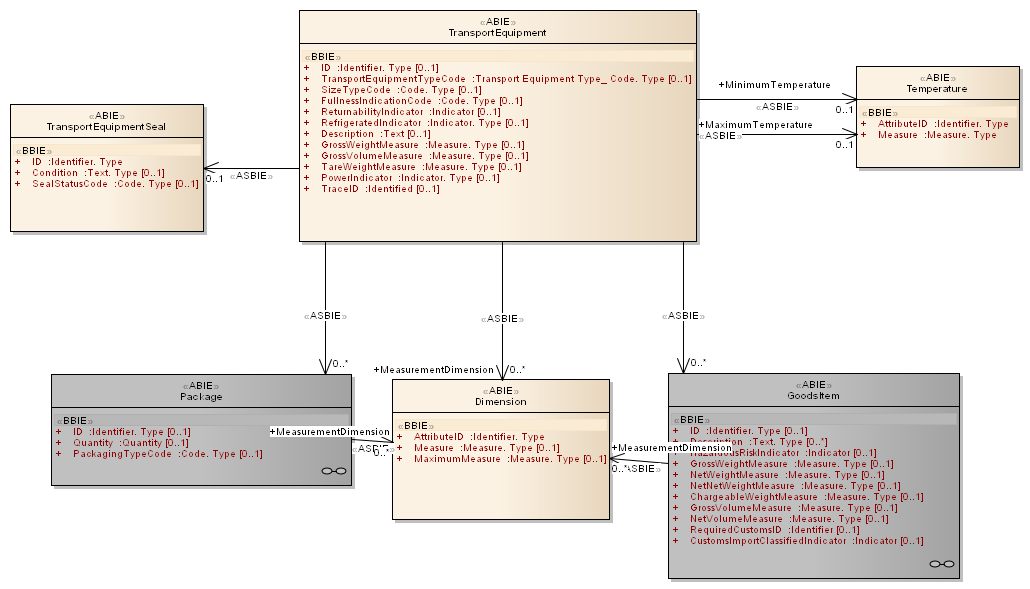 «ABIE»
TransportEquipment
«BBIE»
+ ID :Identifier. Type [0..1]
+ TransportEquipmentTypeCode :Transport Equipment Type_ Code. Type [0..1]
+ SizeTypeCode :Code. Type [0..1]
+ FullnessIndicationCode :Code. Type [0..1]
+ ReturnabilityIndicator :Indicator [0..1]
+ RefrigeratedIndicator :Indicator. Type [0..1]
+ Description :Text [0..1]
+ GrossWeightMeasure :Measure. Type [0..1]
+ GrossVolumeMeasure :Measure. Type [0..1]
+ TareWeightMeasure :Measure. Type [0..1]
+ PowerIndicator :Indicator. Type [0..1]
+ TraceID :Identified [0..1]
+MinimumTemperature
0..1
«ASBIE»
+MaximumTemperature
«ASBIE»
0..1
«ABIE»
Temperature
«BBIE»
+ AttributeID :Identifier. Type
+ Measure :Measure. Type
«ABIE»
TransportEquipmentSeal
«BBIE»
+ ID :Identifier. Type
+ Condition :Text. Type [0..1]
+ SealStatusCode :Code. Type [0..1]
0..1
«ASBIE»
«ASBIE»
«ASBIE»
«ASBIE»
0..*
+MeasurementDimension
0..*
0..*
«ABIE»
Package
«BBIE»
+ ID :Identifier. Type [0..1]
+ Quantity :Quantity [0..1]
+ PackagingTypeCode :Code. Type [0..1]
+MeasurementDimension
0..*
«ABIE»
Dimension
«BBIE»
+ AttributeID :Identifier. Type
+ Measure :Measure. Type [0..1]
+ MaximumMeasure :Measure. Type [0..1]
+MeasurementDimension
0..*
«ABIE»
GoodsItem
«BBIE»
+ ID :Identifier. Type [0..1]
+ Description :Text. Type [0..*]
HazardousRiskIndicator :Indicator [0..1]
+ GrossWeightMeasure :Measure. Type [0..1]
+ NetWeightMeasure :Measure. Type [0..1]
+ NetNetWeightMeasure :Measure. Type [0..1]
+ ChargeableWeightMeasure :Measure. Type [0..1]
+ GrossVolumeMeasure :Measure. Type [0..1]
+ NetVolumeMeasure :Measure. Type [0..1]
+ RequiredCustomsID :Identifier [0..1]
+ CustomsImportClassifiedIndicator :Indicator [0..1]